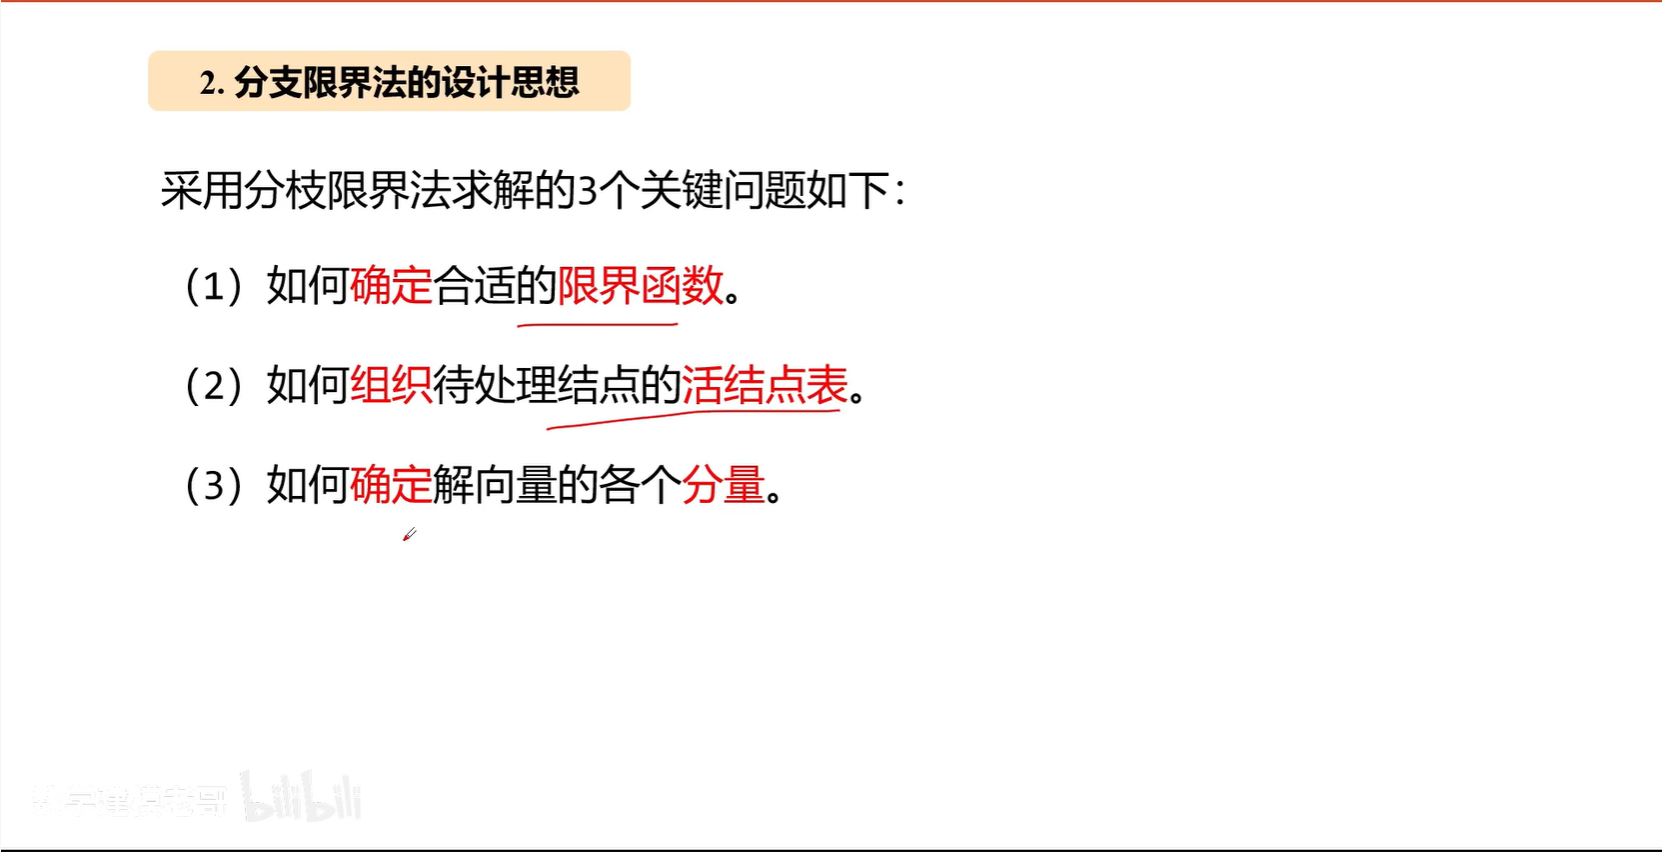 2. 分支限界法的设计思想
采用分枝限界法求解的3个关键问题如下：
（1）如何确定合适的限界函数。
（2）如何组织待处理结点的活结点表。
（3）如何确定解向量的各个分量。
数学建模老哥 bilibili